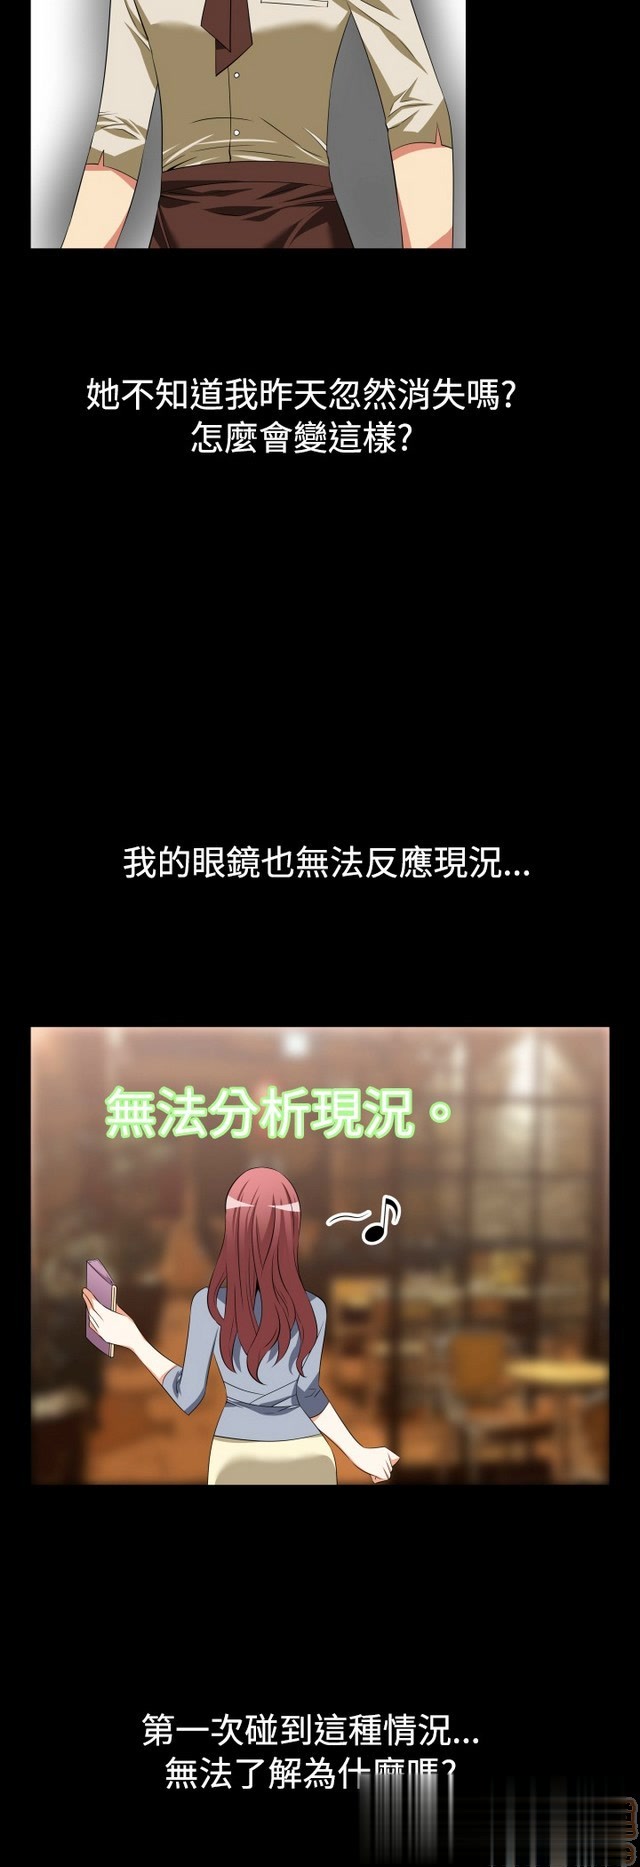 她不知道我昨天忽然消失嗎?
怎麼會變這樣?
我的眼鏡也無法反應現況...
無法分析現況。
第一次碰到這種情況...
無法了解為什麼嗎?